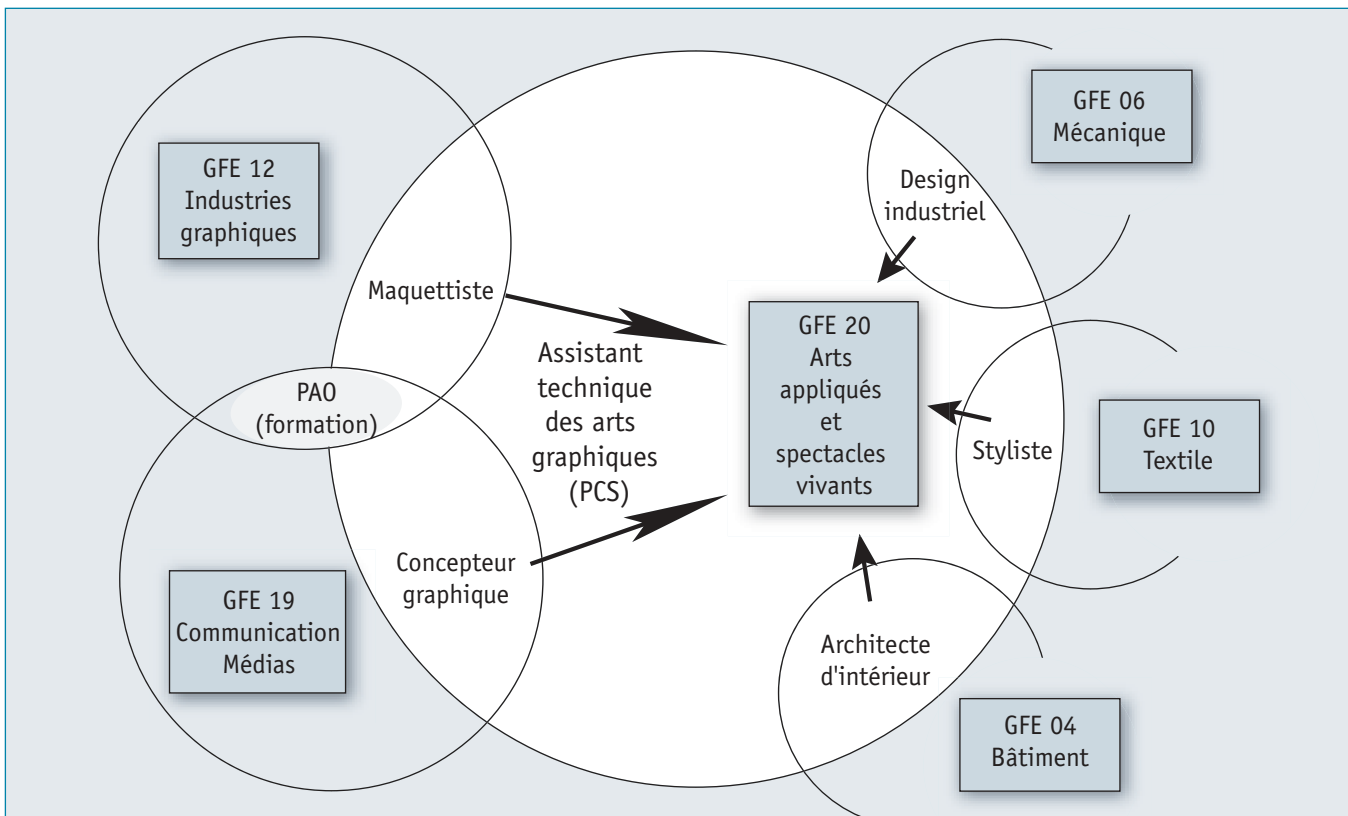 GFE 12
Industries
graphiques
Maquettiste
PAO
(formation)
GFE 19
Communication
Médias
Concepteur
graphique
Assistant
technique
des arts
graphiques
(PCS)
GFE 20
Arts
appliqués
et
spectacles
vivants
GFE 06
Mécanique
Design
industriel
GFE 10
Textile
Styliste
Architecte
d'intérieur
GFE 04
Bâtiment